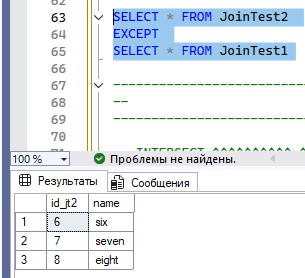 62
63 SELECT * FROM JoinTest2
64 EXCEPT
65 SELECT * FROM JoinTest1
66
67 ----------------------------
68 --
69 ----------------------------
70
100 % Проблемы не найдены.
Результаты Сообщения
id_jt2 name
1 6 six
2 7 seven
3 8 eight